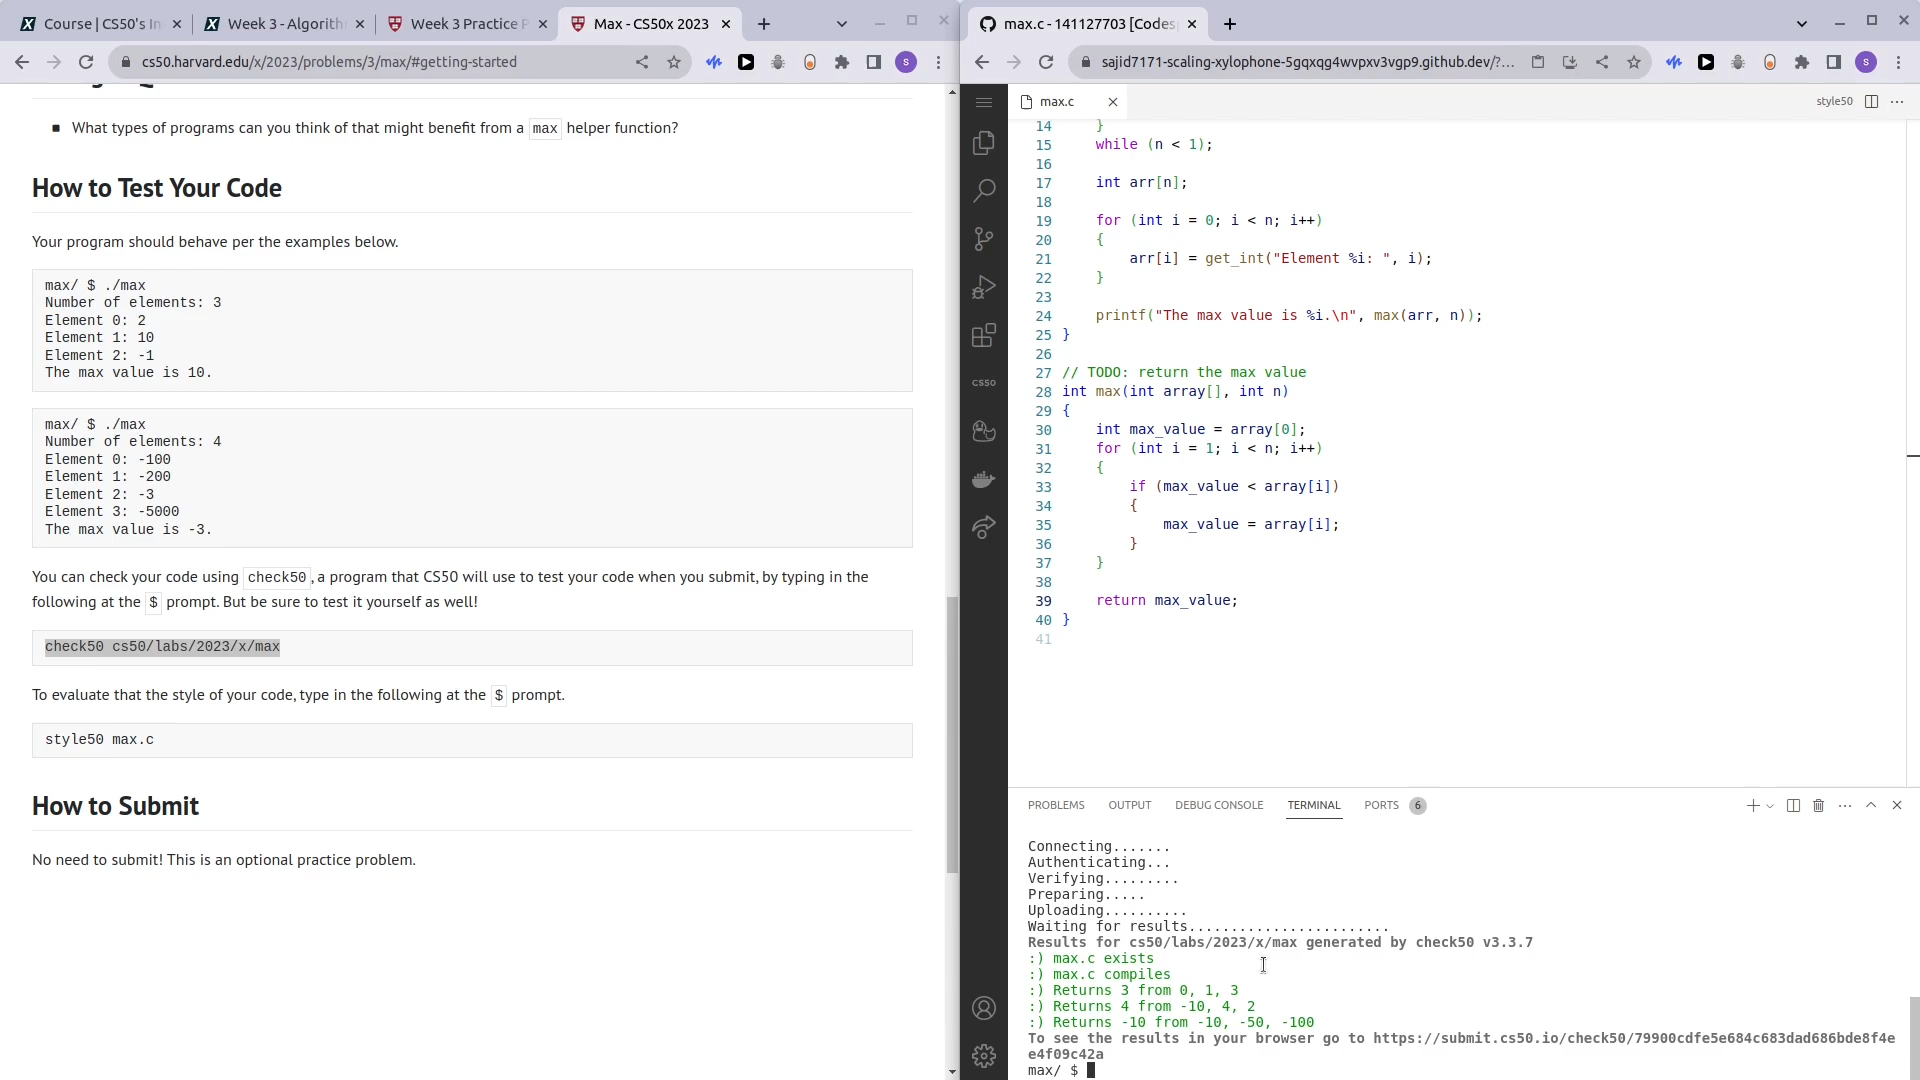 Course | CS50's In
Week 3 - Algorith
Week 3 Practice P
Max - CS50x 2023
cs50.harvard.edu/x/2023/problems/3/max/#getting-started
S
What types of programs can you think of that might benefit from a max helper function?
How to Test Your Code
Your program should behave per the examples below.
max/ $ ./max
Number of elements: 3
Element 0: 2
Element 1: 10
Element 2: -1
The max value is 10.
max/ $ ./max
Number of elements: 4
Element 0: -100
Element 1: -200
Element 2: -3
Element 3: -5000
The max value is -3.
You can check your code using check50, a program that CS50 will use to test your code when you submit, by typing in the
following at the $ prompt. But be sure to test it yourself as well!
check50 cs50/labs/2023/x/max
To evaluate that the style of your code, type in the following at the $ prompt.
style50 max.c
How to Submit
No need to submit! This is an optional practice problem.
max.c - 141127703 [Codesp
sajid7171-scaling-xylophone-5gqxqg4wvpxv3vgp9.github.dev/?...
S
max.c
style50
CS50
14     }
15     while (n < 1);
16
17     int arr[n];
18
19     for (int i = 0; i < n; i++)
20     {
21         arr[i] = get_int("Element %i: ", i);
22     }
23
24     printf("The max value is %i.\n", max(arr, n));
25 }
26
27 // TODO: return the max value
28 int max(int array[], int n)
29 {
30     int max_value = array[0];
31     for (int i = 1; i < n; i++)
32     {
33         if (max_value < array[i])
34         {
35             max_value = array[i];
36         }
37     }
38
39     return max_value;
40 }
41
PROBLEMS OUTPUT DEBUG CONSOLE TERMINAL PORTS 6
Connecting.......
Authenticating...
Verifying.........
Preparing.....
Uploading..........
Waiting for results........................
Results for cs50/labs/2023/x/max generated by check50 v3.3.7
:) max.c exists
:) max.c compiles
:) Returns 3 from 0, 1, 3
:) Returns 4 from -10, 4, 2
:) Returns -10 from -10, -50, -100
To see the results in your browser go to https://submit.cs50.io/check50/79900cdfe5e684c683dad686bde8f4e
e4f09c42a
max/ $